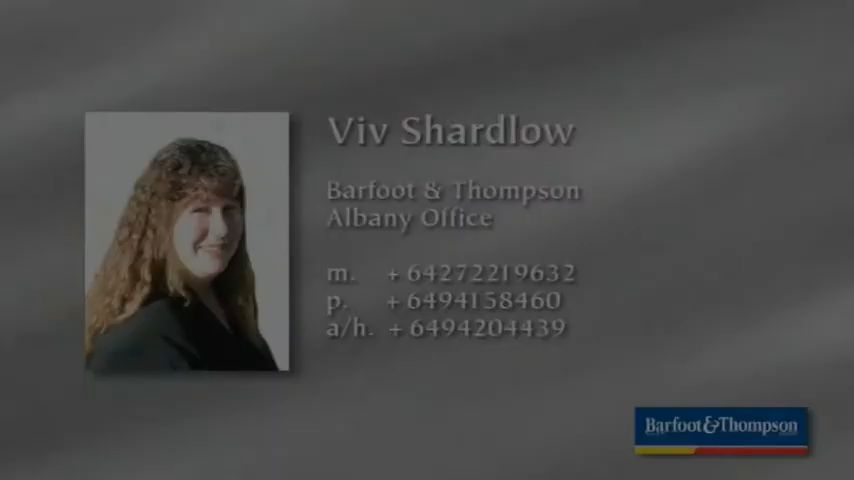 Viv Shardlow
Barfoot & Thompson
Albany Office
m. + 64272219632
p. + 6494158460
a/h. + 6494204439
Barfoot&Thompson